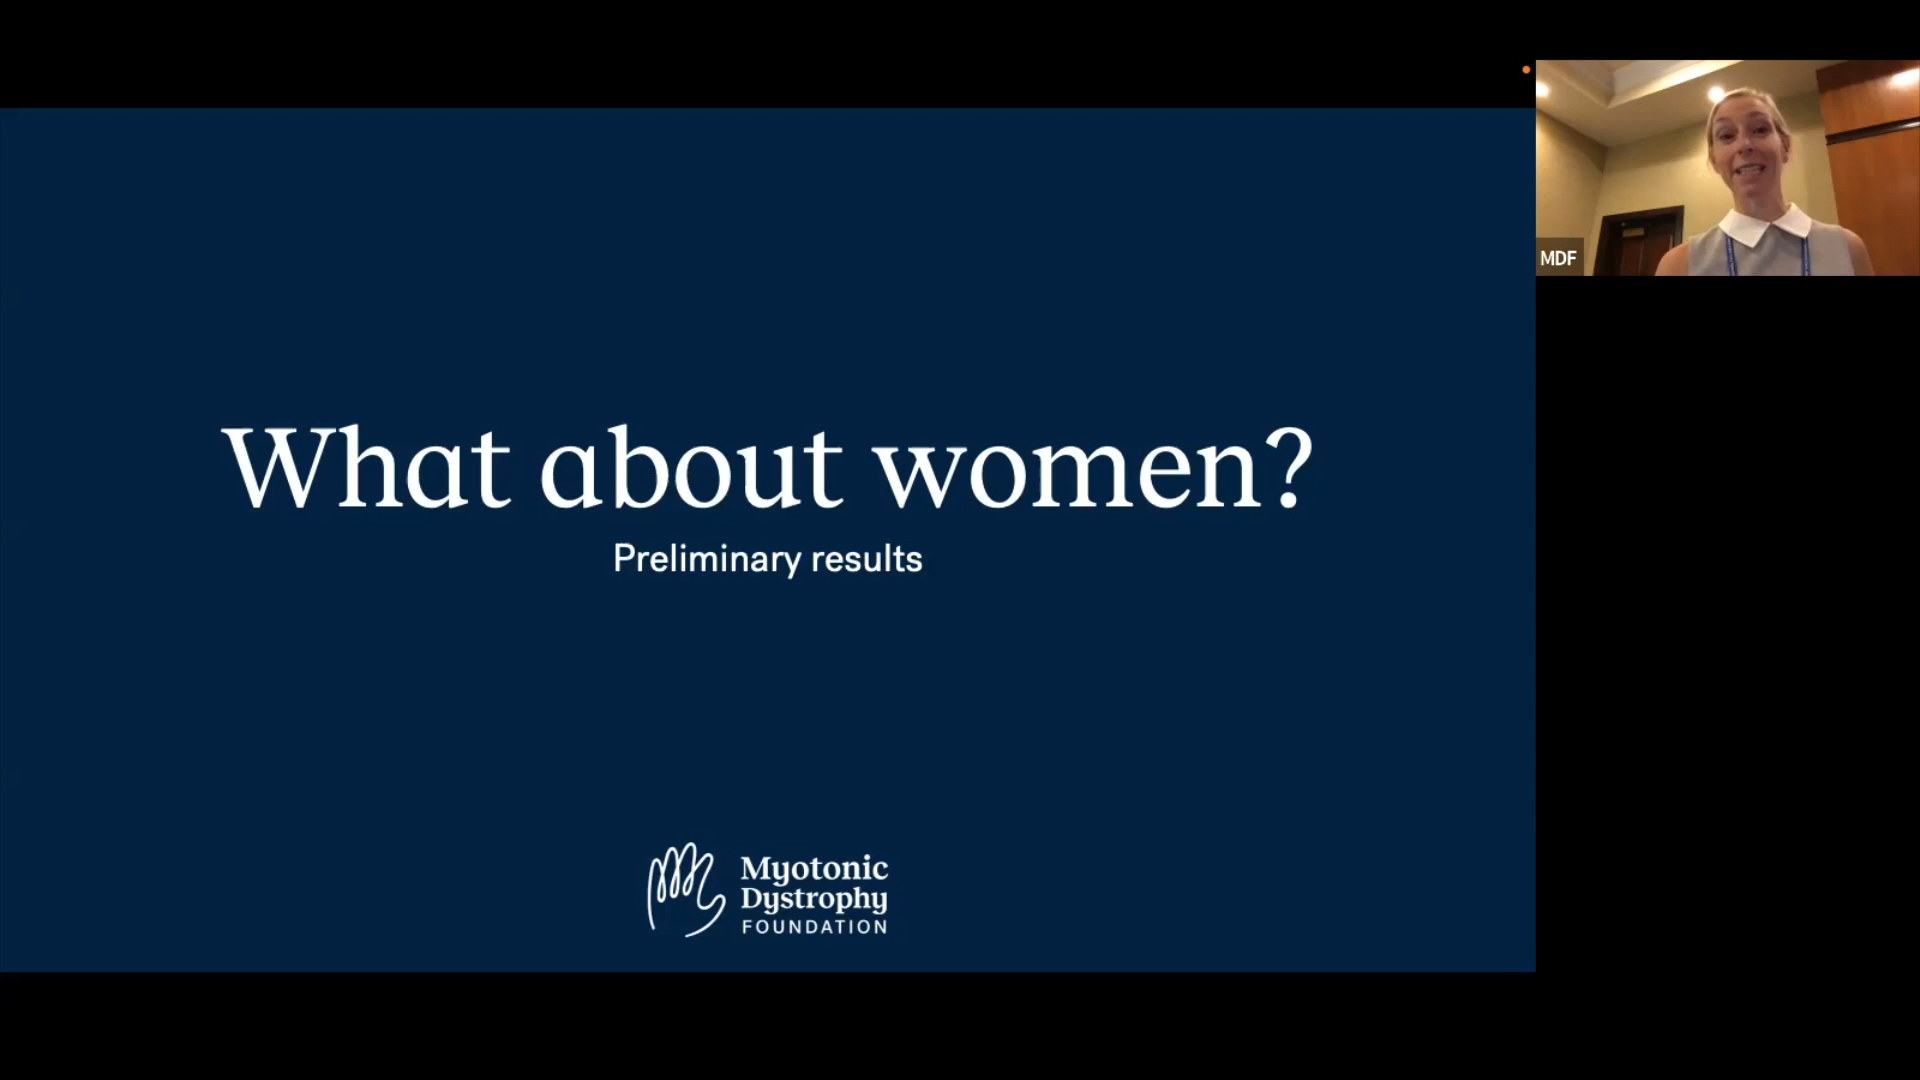 What about women?
Preliminary results
Myotonic
Dystrophy
FOUNDATION
MDF